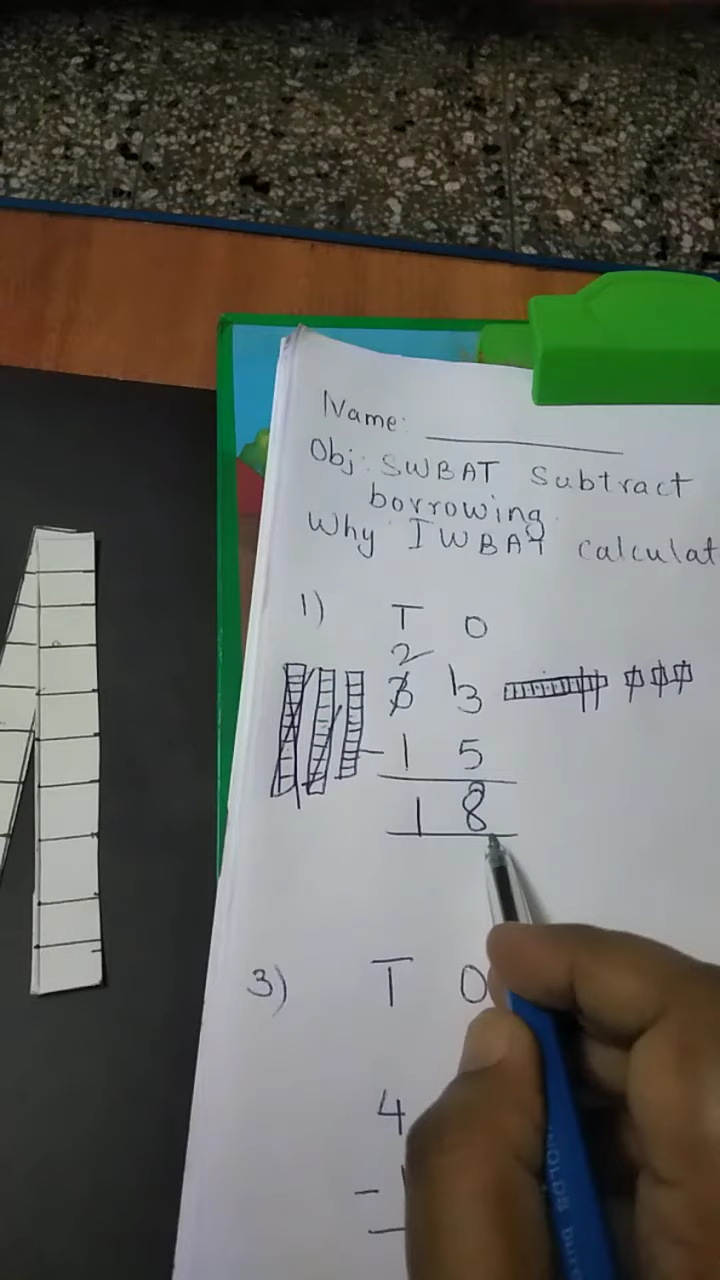 Name: ___________
Obj: SWBAT Subtract
borrowing.
Why IWBAT calculat
1) T O
2
3 13
- 1 5
1 8
3) T O
4
-